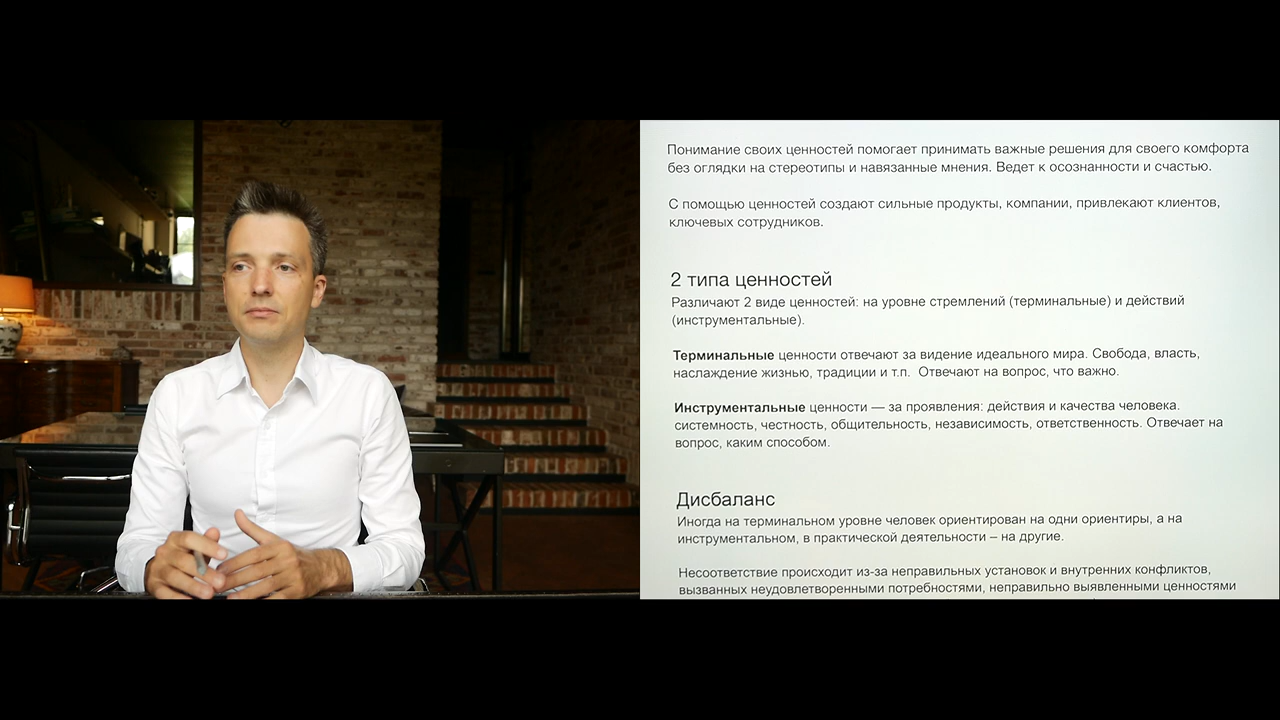 Понимание своих ценностей помогает принимать важные решения для своего комфорта
без оглядки на стереотипы и навязанные мнения. Ведет к осознанности и счастью.
С помощью ценностей создают сильные продукты, компании, привлекают клиентов,
ключевых сотрудников.
2 типа ценностей
Различают 2 виде ценностей: на уровне стремлений (терминальные) и действий
(инструментальные).
Терминальные ценности отвечают за видение идеального мира. Свобода, власть,
наслаждение жизнью, традиции и т.п. Отвечают на вопрос, что важно.
Инструментальные ценности — за проявления: действия и качества человека.
системность, честность, общительность, независимость, ответственность. Отвечает на
вопрос, каким способом.
Дисбаланс
Иногда на терминальном уровне человек ориентирован на одни ориентиры, а на
инструментальном, в практической деятельности – на другие.
Несоответствие происходит из-за неправильных установок и внутренних конфликтов,
вызванных неудовлетворенными потребностями, неправильно выявленными ценностями